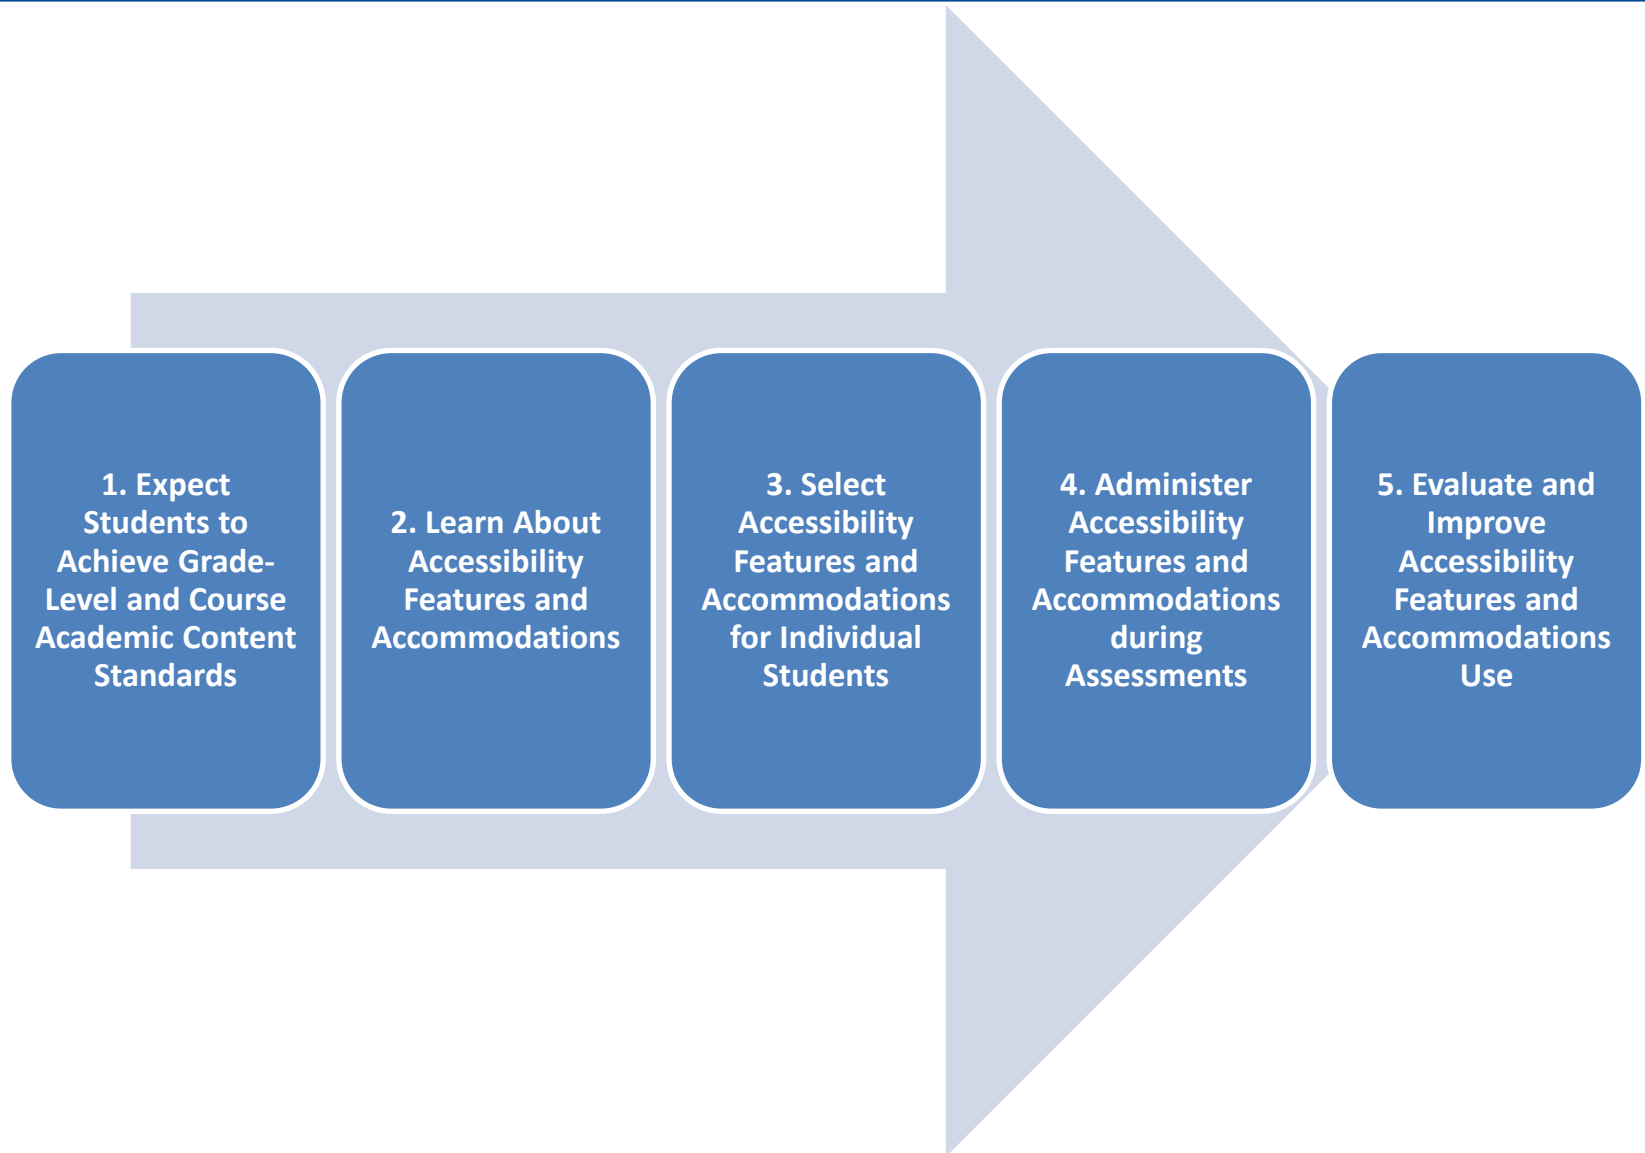 1. Expect
Students to
Achieve Grade-
Level and Course
Academic Content
Standards
2. Learn About
Accessibility
Features and
Accommodations
3. Select
Accessibility
Features and
Accommodations
for Individual
Students
4. Administer
Accessibility
Features and
Accommodations
during
Assessments
5. Evaluate and
Improve
Accessibility
Features and
Accommodations
Use